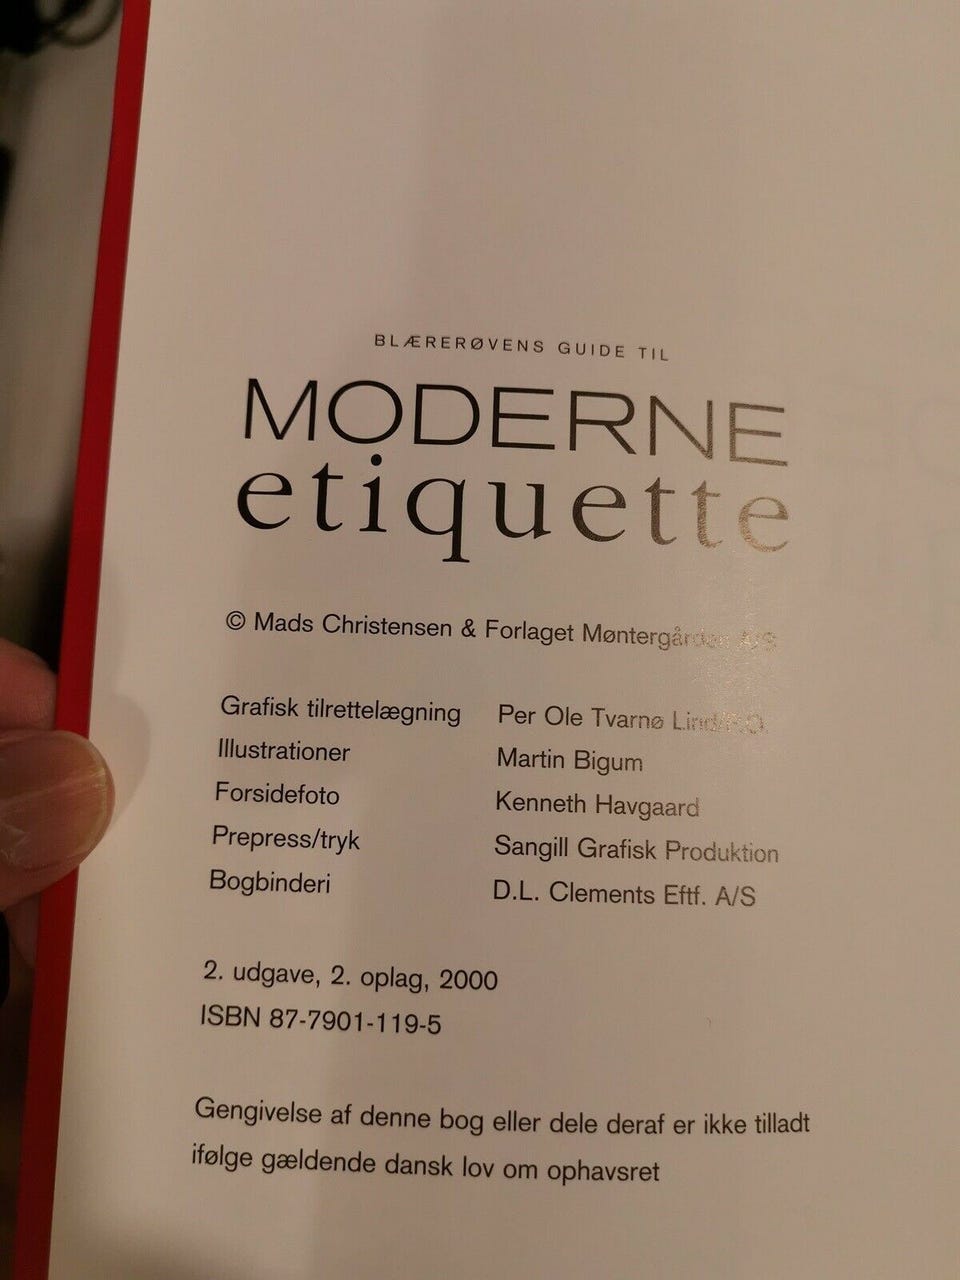 BLÆRERØVENS GUIDE TIL
MODERNE
etiquette
© Mads Christensen & Forlaget Møntergården A/S
Grafisk tilrettelægning Per Ole Tvarnø
Illustrationer Martin Bigum
Forsidefoto Kenneth Havgaard
Prepress/tryk Sangill Grafisk Produktion
Bogbinderi D.L. Clements Eftf. A/S
2. udgave, 2. oplag, 2000
ISBN 87-7901-119-5
Gengivelse af denne bog eller dele deraf er ikke tilladt
ifølge gældende dansk lov om ophavsret